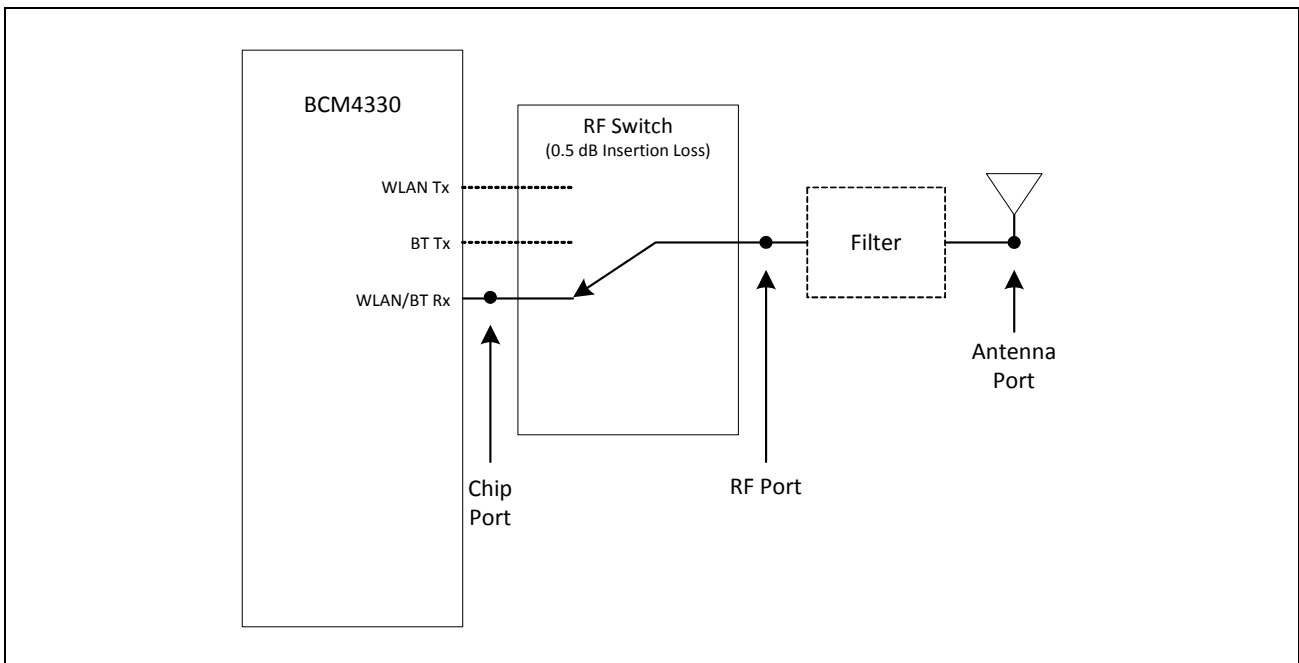 BCM4330
RF Switch
(0.5 dB Insertion Loss)
WLAN Tx
BT Tx
WLAN/BT Rx
Filter
Chip
Port
RF Port
Antenna
Port